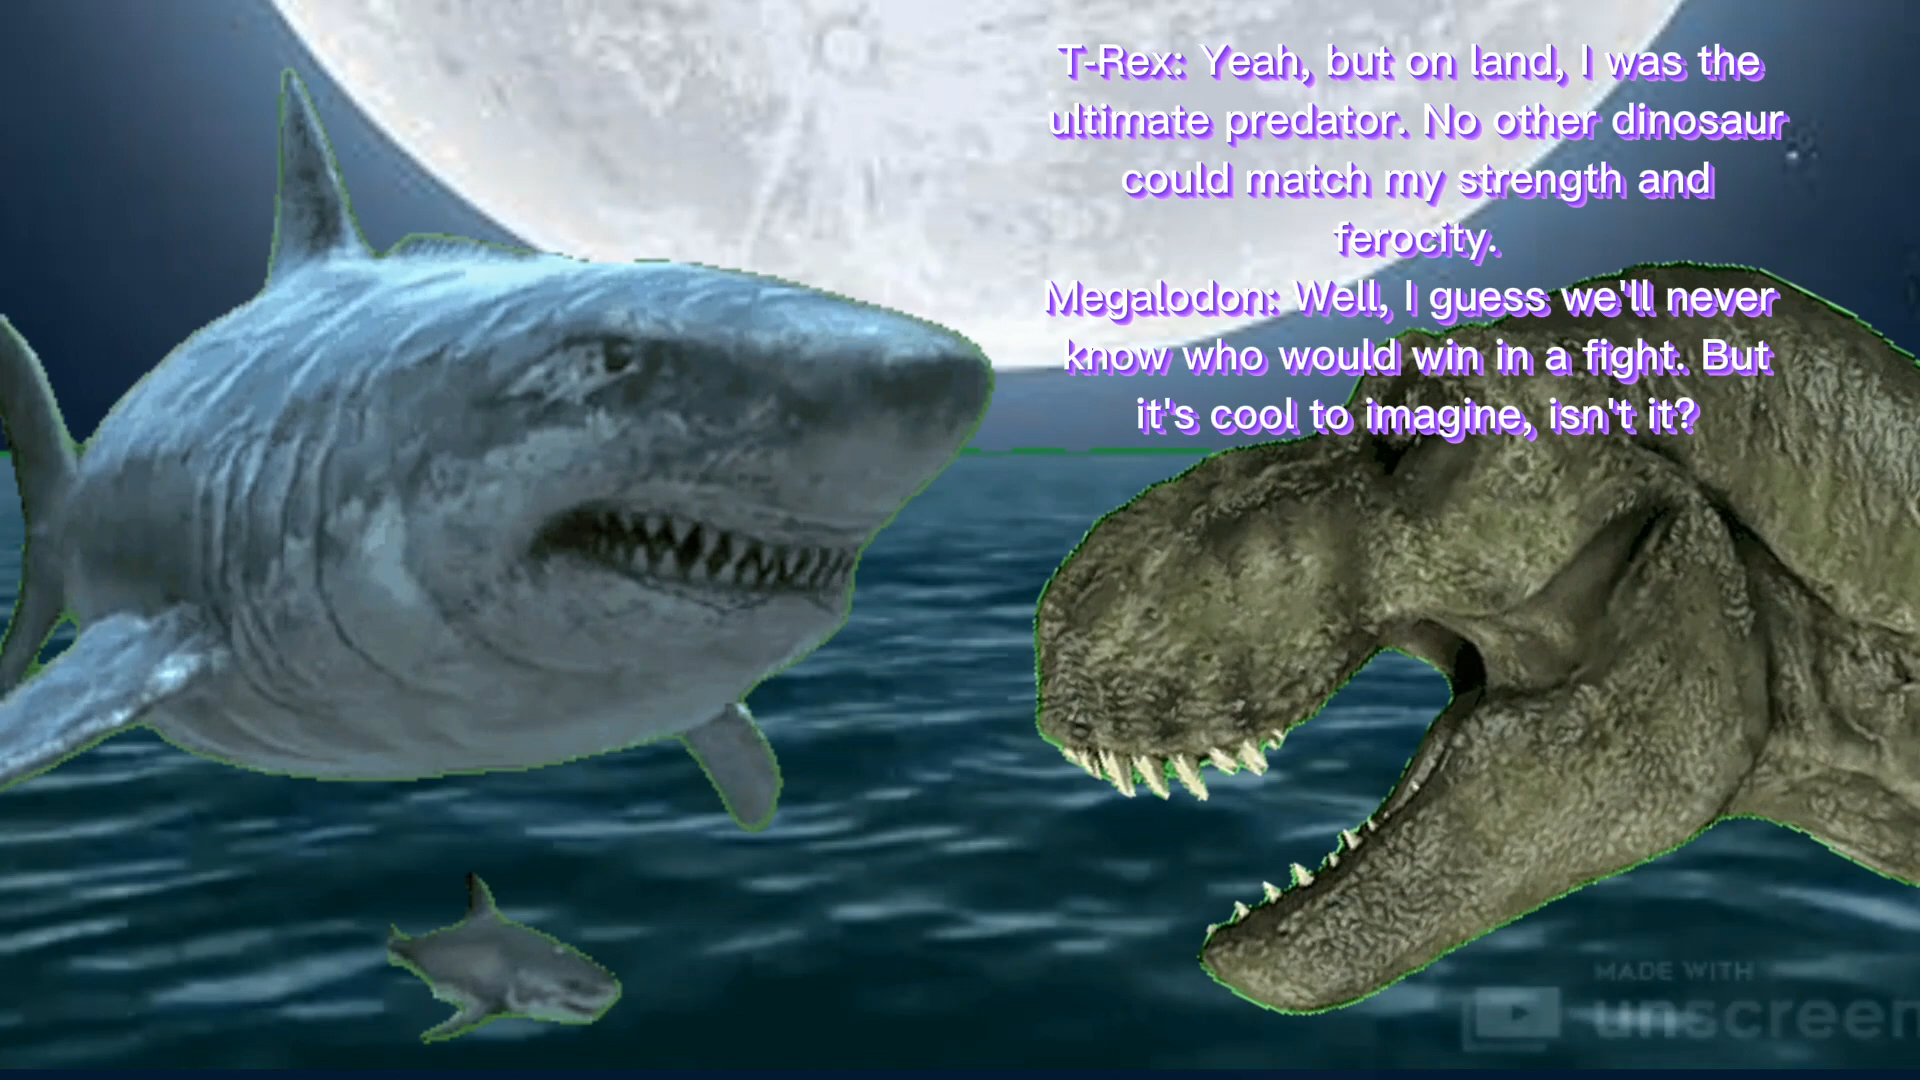 T-Rex: Yeah, but on land, I was the
ultimate predator. No other dinosaur
could match my strength and
ferocity.
Megalodon: Well, I guess we'll never
know who would win in a fight. But
it's cool to imagine, isn't it?
MADE WITH
unscreen